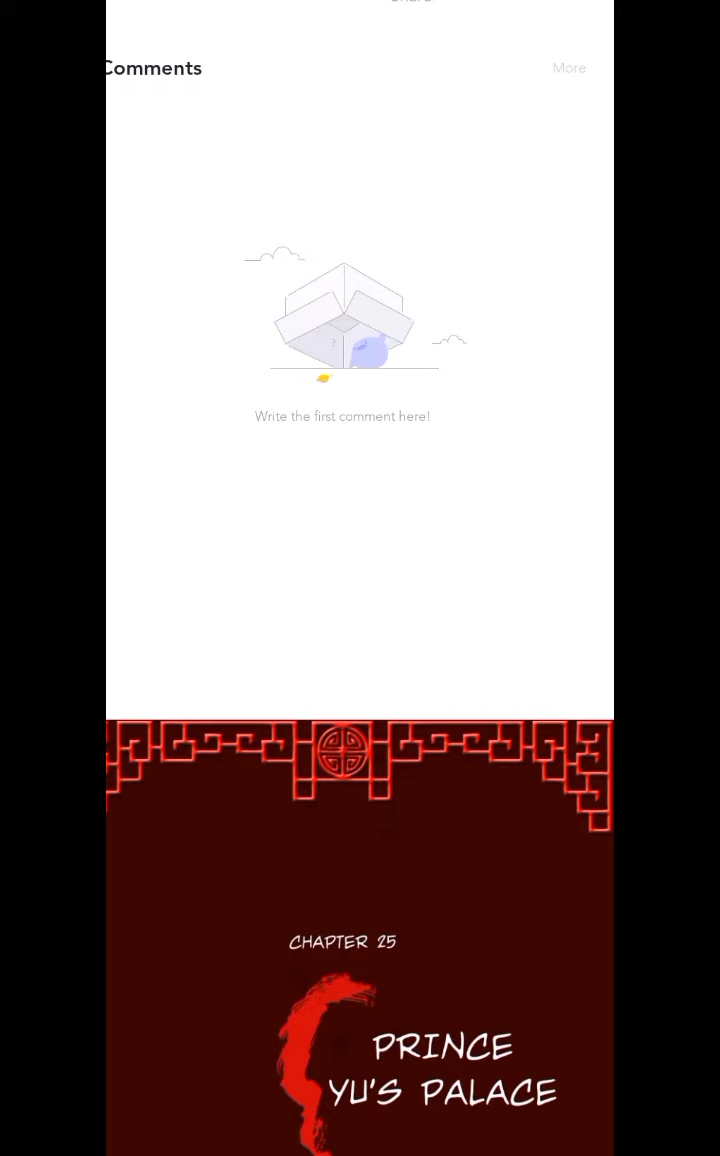 Comments
More
Write the first comment here!
CHAPTER 25
PRINCE
YU'S PALACE